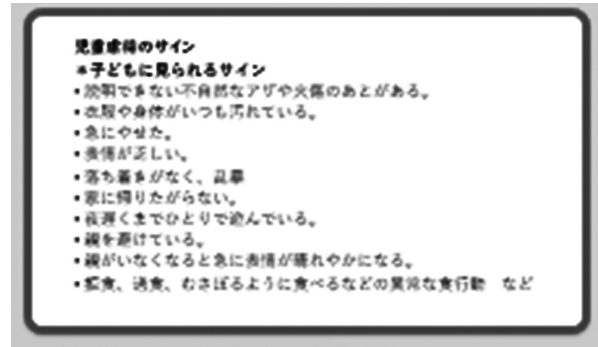 児童虐待のサイン
＊子どもに見られるサイン
・説明できない不自然なアザや火傷のあとがある。
・衣服や身体がいつも汚れている。
・急にやせた。
・表情が乏しい。
・落ち着きがなく、乱暴
・家に帰りたがらない。
・夜遅くまでひとりで遊んでいる。
・親を避けている。
・親がいなくなると急に表情が晴れやかになる。
・拒食、過食、むさぼるように食べるなどの異常な食行動　など